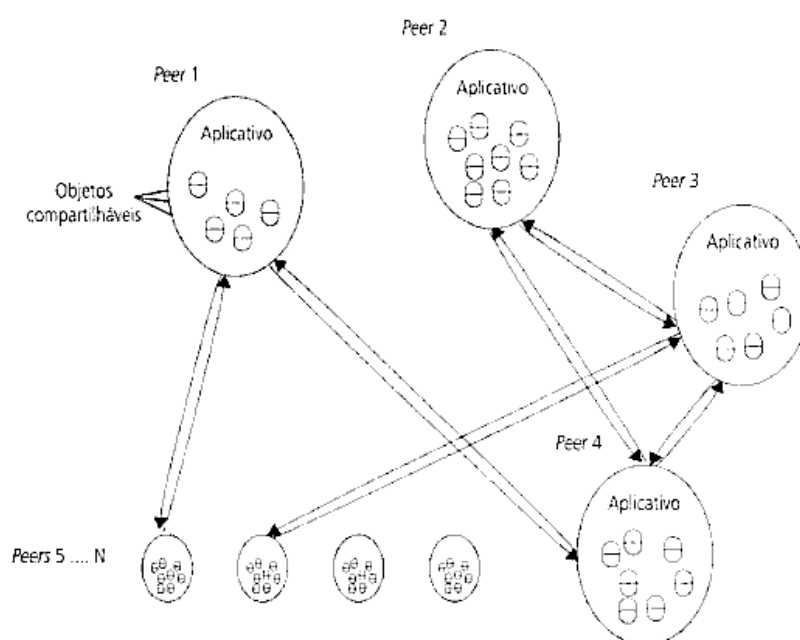 Peer 2
Peer 1
Aplicativo
Aplicativo
Peer 3
Objetos
compartilháveis
Aplicativo
Peer 4
Aplicativo
Peers 5 .... N